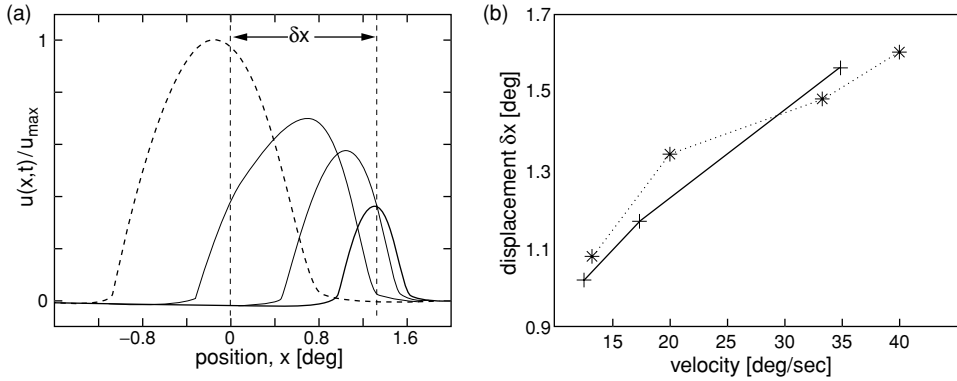 (a)
δx
u(x,t)/u_max
1
0
−0.8
0
0.8
1.6
position, x [deg]
(b)
displacement δx [deg]
1.7
1.5
1.3
1.1
0.9
15
20
25
30
35
40
velocity [deg/sec]